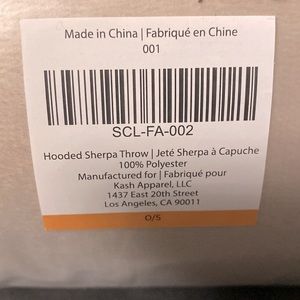 Made in China | Fabriqué en Chine
001
SCL-FA-002
Hooded Sherpa Throw | Jeté Sherpa à Capuche
100% Polyester
Manufactured for | Fabriqué pour
Kash Apparel, LLC
1437 East 20th Street
Los Angeles, CA 90011
O/S